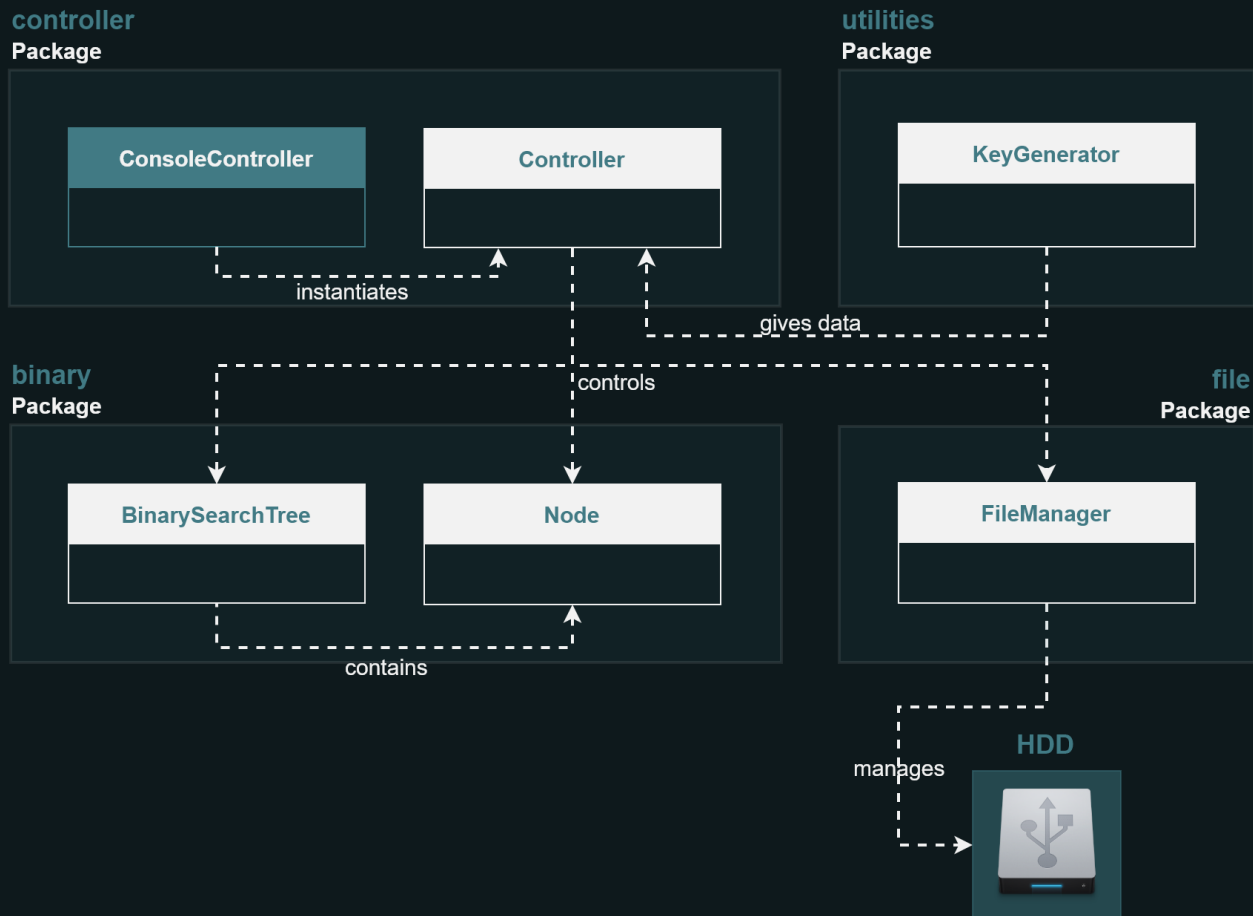 controller
Package
utilities
Package
ConsoleController
Controller
KeyGenerator
instantiates
gives data
binary
Package
controls
file
Package
BinarySearchTree
Node
FileManager
contains
HDD
manages